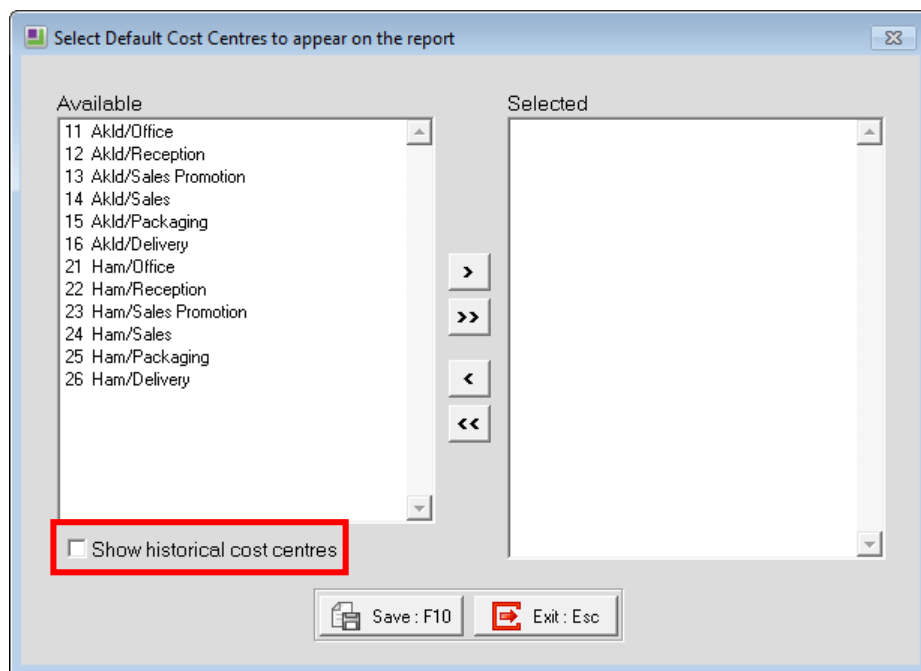 Select Default Cost Centres to appear on the report
Available
11 Akld/Office
12 Akld/Reception
13 Akld/Sales Promotion
14 Akld/Sales
15 Akld/Packaging
16 Akld/Delivery
21 Ham/Office
22 Ham/Reception
23 Ham/Sales Promotion
24 Ham/Sales
25 Ham/Packaging
26 Ham/Delivery
Show historical cost centres
>
>>
<
<<
Selected
Save : F10
Exit : Esc